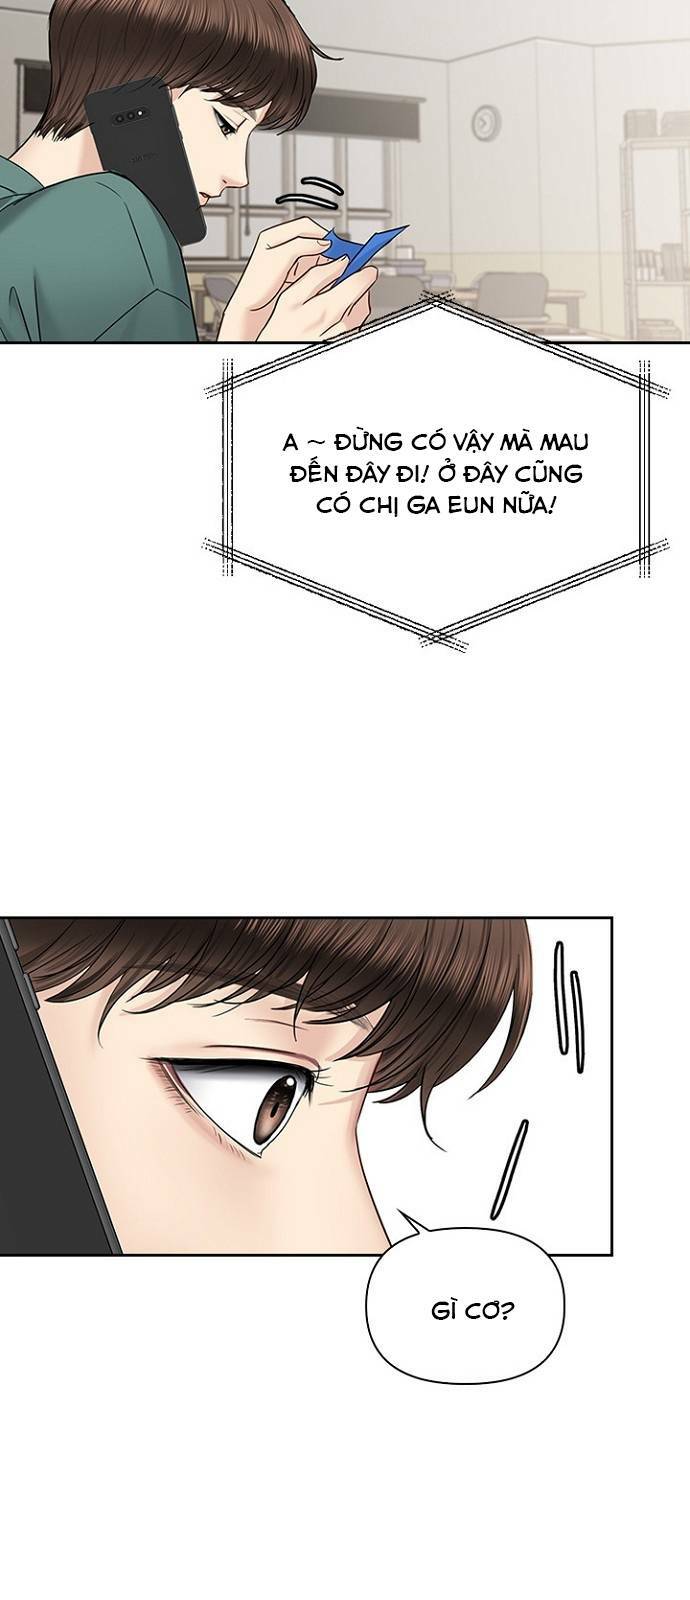 A ~ ĐỪNG CÓ VẬY MÀ MAU
ĐẾN ĐÂY ĐI! Ở ĐÂY CŨNG
CÓ CHỊ GA EUN NỮA!
GÌ CƠ?